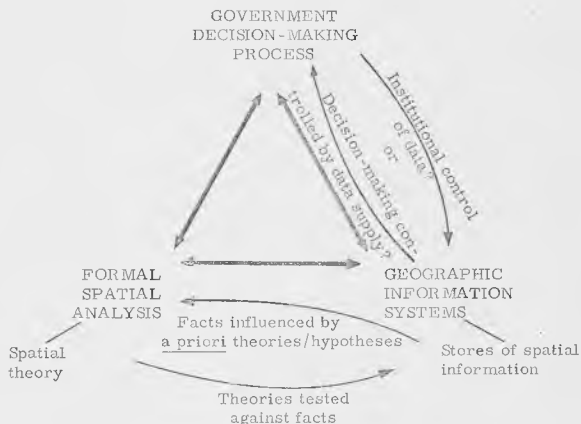 GOVERNMENT
DECISION-MAKING
PROCESS
Institutional control
of data?
or
Decision-making con-
trolled by data supply?
FORMAL
SPATIAL
ANALYSIS
GEOGRAPHIC
INFORMATION
SYSTEMS
Facts influenced by
a priori theories/hypotheses
Spatial
theory
Stores of spatial
information
Theories tested
against facts